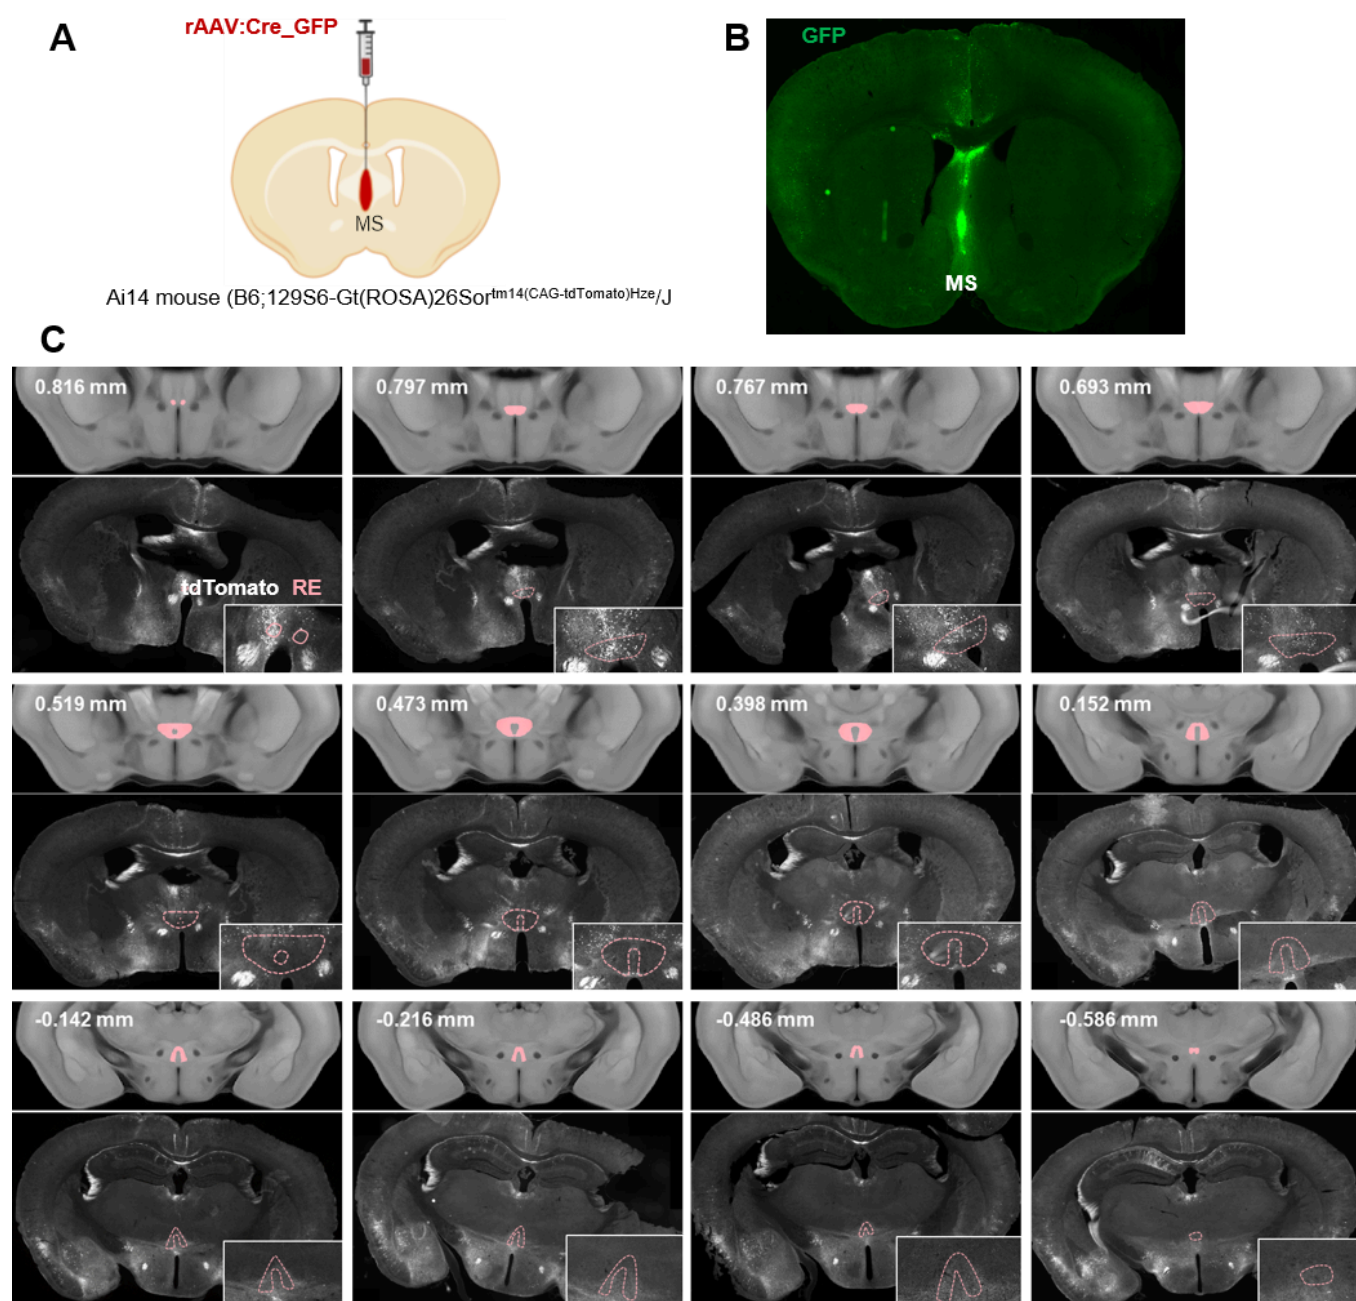 A
rAAV:Cre_GFP
MS
Ai14 mouse (B6;129S6-Gt(ROSA)26Sortm14(CAG-tdTomato)Hze/J
B
GFP
MS
C
0.816 mm
0.797 mm
0.767 mm
0.693 mm
tdTomato RE
0.519 mm
0.473 mm
0.398 mm
0.152 mm
-0.142 mm
-0.216 mm
-0.486 mm
-0.586 mm